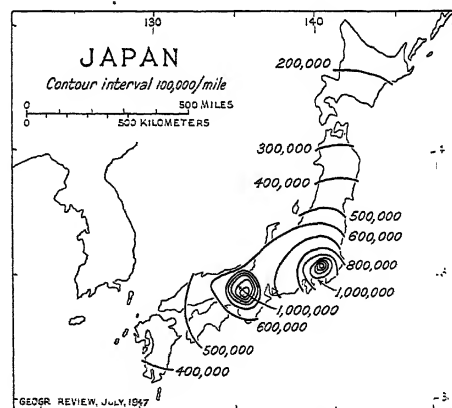 130
140
JAPAN
Contour interval 100,000/mile
0 500 MILES
0 500 KILOMETERS
200,000
300,000
400,000
500,000
600,000
800,000
1,000,000
1,000,000
600,000
500,000
400,000
GEOGR REVIEW, JULY, 1947